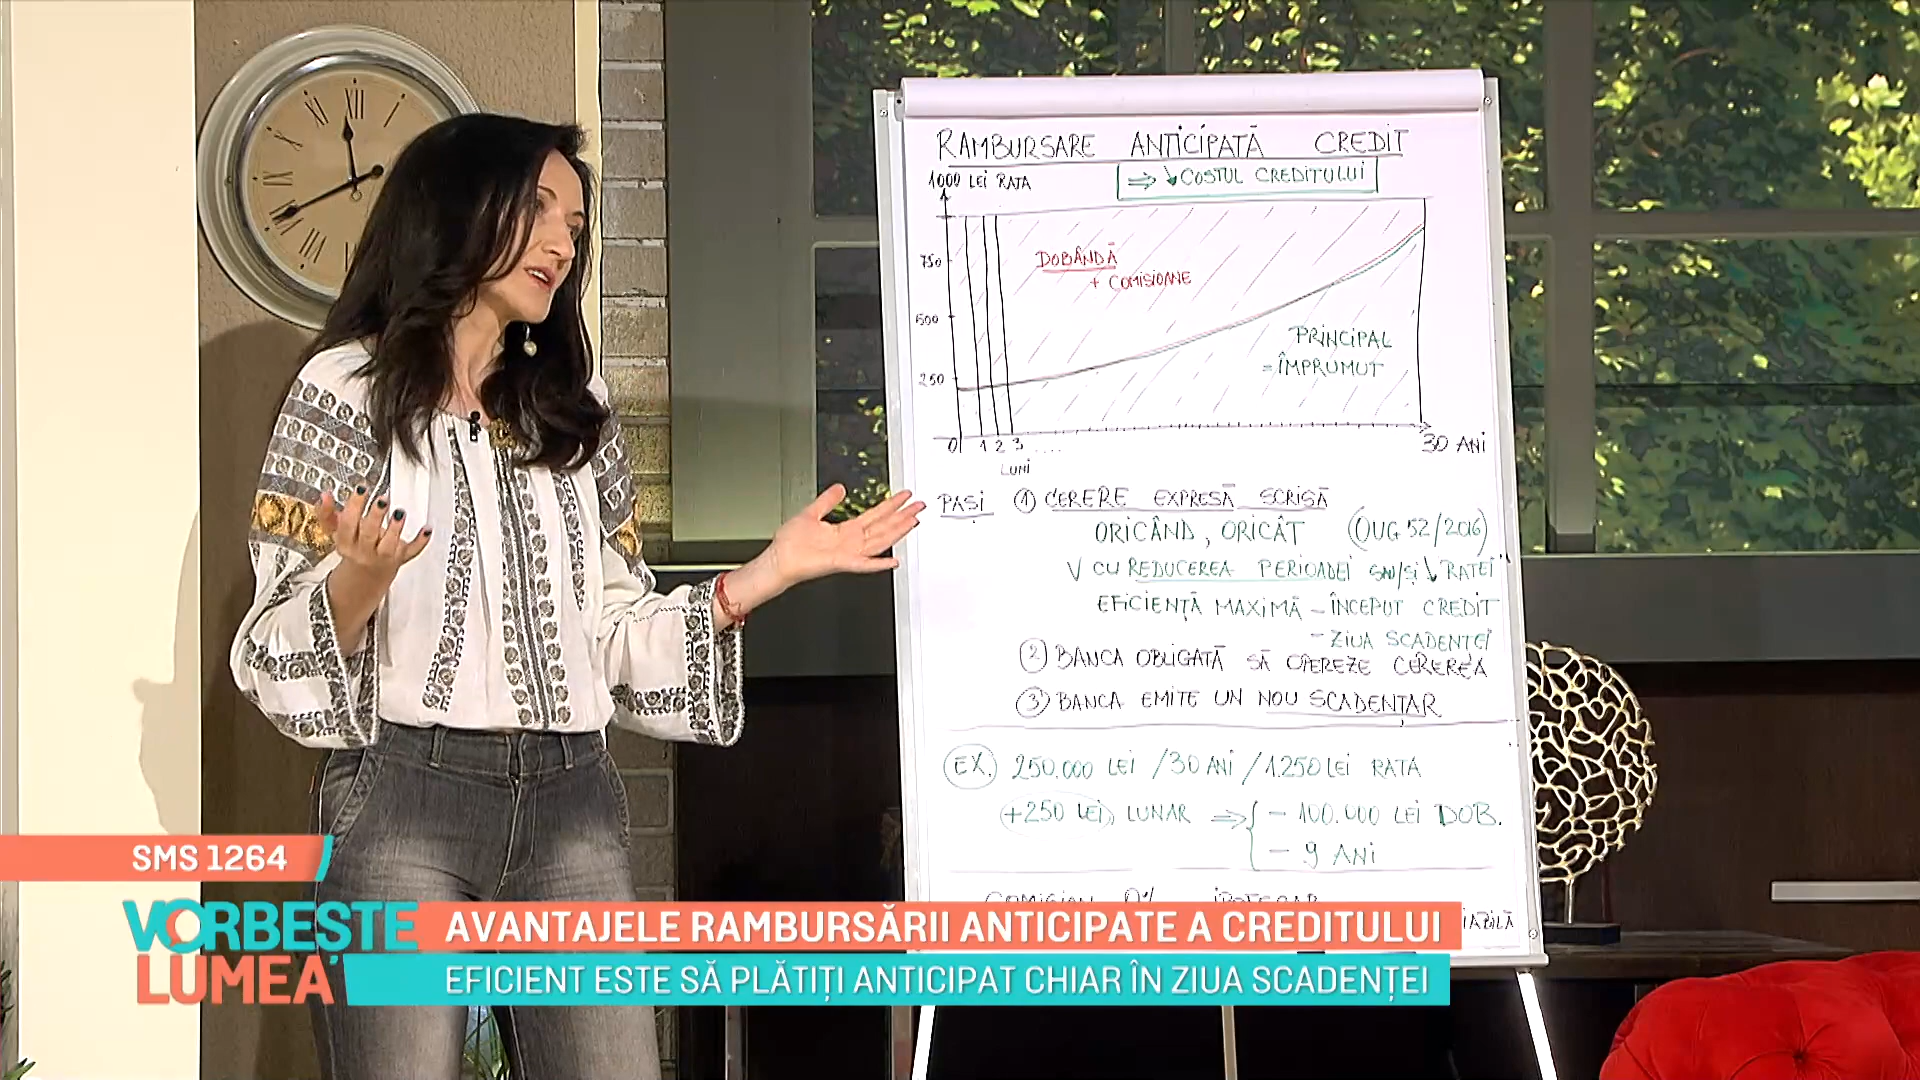 RAMBURSARE ANTICIPATĂ CREDIT
⇒ ↘ COSTUL CREDITULUI
1000 LEI RATA
750
500
250
DOBÂNDĂ
+ COMISIOANE
PRINCIPAL
= ÎMPRUMUT
0 1 2 3 ....
LUNI
30 ANI
PAȘI ① CERERE EXPRESĂ SCRISĂ
ORICÂND, ORICÂT (OUG 52/2016)
V CU REDUCEREA PERIOADEI SAU/ȘI ↘ RATEI
EFICIENȚĂ MAXIMĂ – ÎNCEPUT CREDIT
– ZIUA SCADENȚEI
② BANCA OBLIGATĂ SĂ OPEREZE CEREREA
③ BANCA EMITE UN NOU SCADENȚAR
EX. 250.000 LEI /30 ANI /1.250 LEI RATA
+250 LEI, LUNAR ⇒ { – 100.000 LEI DOB.
– 9 ANI
COMISION 0%
IABILĂ
SMS 1264
VORBEȘTE LUMEA
AVANTAJELE RAMBURSĂRII ANTICIPATE A CREDITULUI
EFICIENT ESTE SĂ PLĂTIȚI ANTICIPAT CHIAR ÎN ZIUA SCADENȚEI
XII